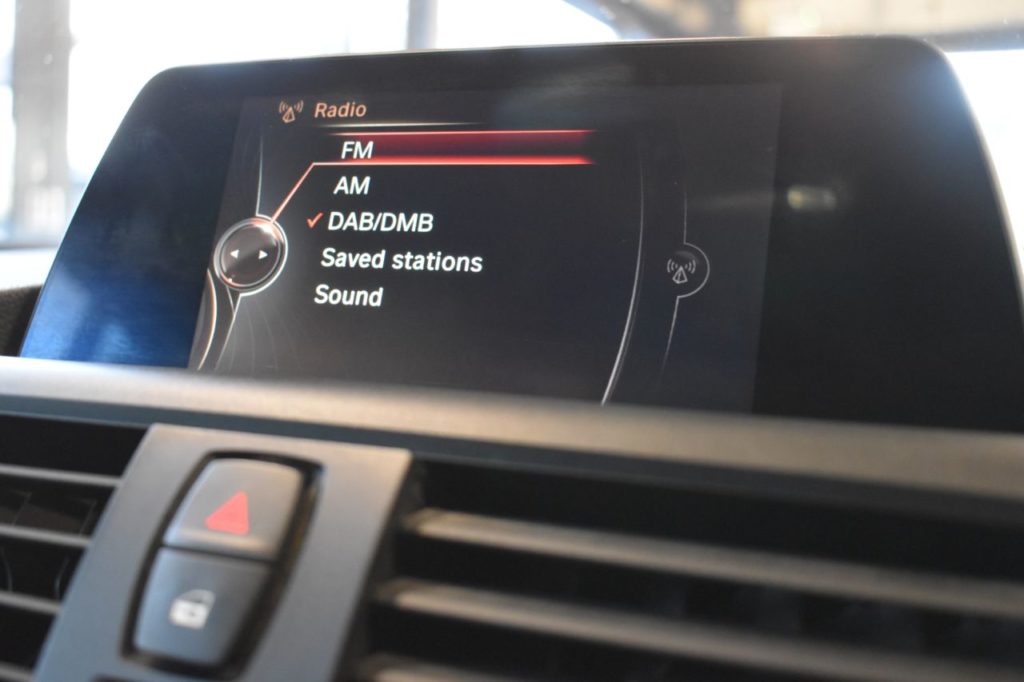 Radio
FM
AM
DAB/DMB
Saved stations
Sound